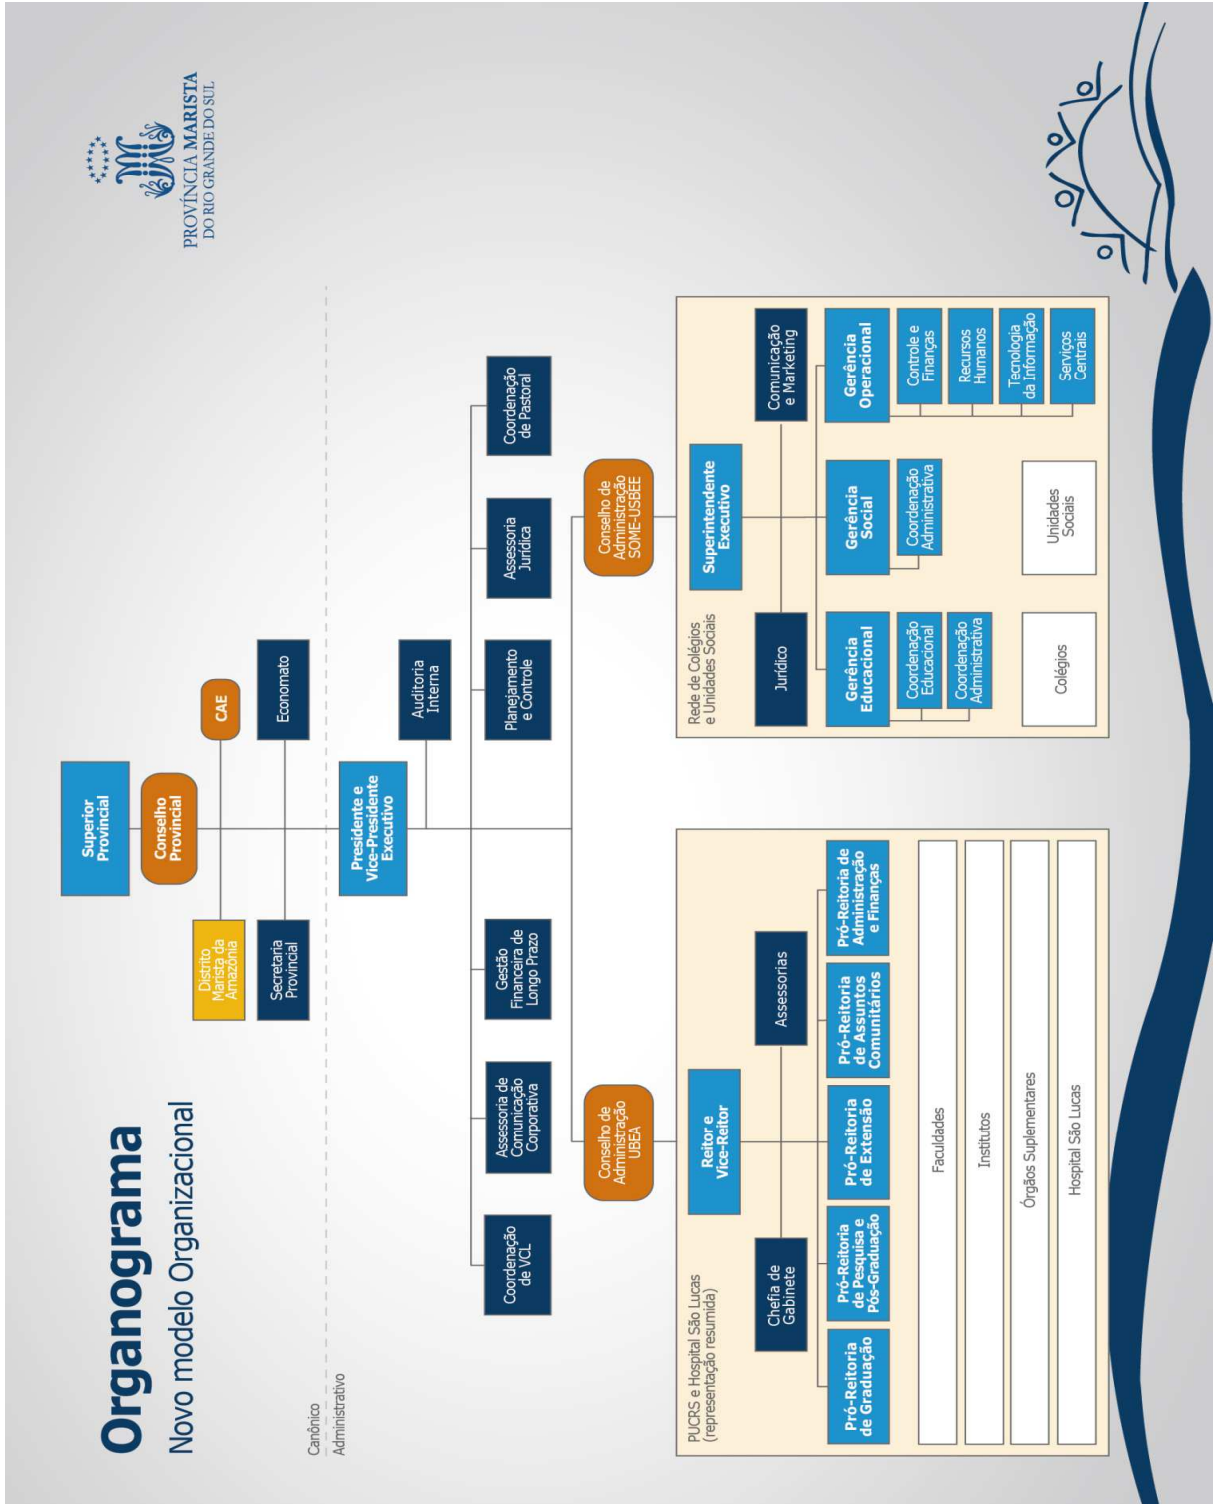 Organograma
Novo modelo Organizacional
PROVÍNCIA MARISTA
DO RIO GRANDE DO SUL
Superior
Provincial
Conselho
Provincial
Distrito
Marista da
Amazônia
CAE
Secretaria
Provincial
Economato
Canônico
Administrativo
Presidente e
Vice-Presidente
Executivo
Auditoria
Interna
Coordenação
de VCL
Assessoria de
Comunicação
Corporativa
Gestão
Financeira de
Longo Prazo
Planejamento
e Controle
Assessoria
Jurídica
Coordenação
de Pastoral
Conselho de
Administração
UBEA
Conselho de
Administração
SOME-USBEE
PUCRS e Hospital São Lucas
(representação resumida)
Reitor e
Vice-Reitor
Chefia de
Gabinete
Assessorias
Pró-Reitoria
de Graduação
Pró-Reitoria
de Pesquisa e
Pós-Graduação
Pró-Reitoria
de Extensão
Pró-Reitoria
de Assuntos
Comunitários
Pró-Reitoria de
Administração
e Finanças
Faculdades
Institutos
Órgãos Suplementares
Hospital São Lucas
Rede de Colégios
e Unidades Sociais
Superintendente
Executivo
Jurídico
Comunicação
e Marketing
Gerência
Educacional
Coordenação
Educacional
Coordenação
Administrativa
Gerência
Social
Coordenação
Administrativa
Gerência
Operacional
Controle e
Finanças
Recursos
Humanos
Tecnologia
da Informação
Serviços
Centrais
Colégios
Unidades
Sociais